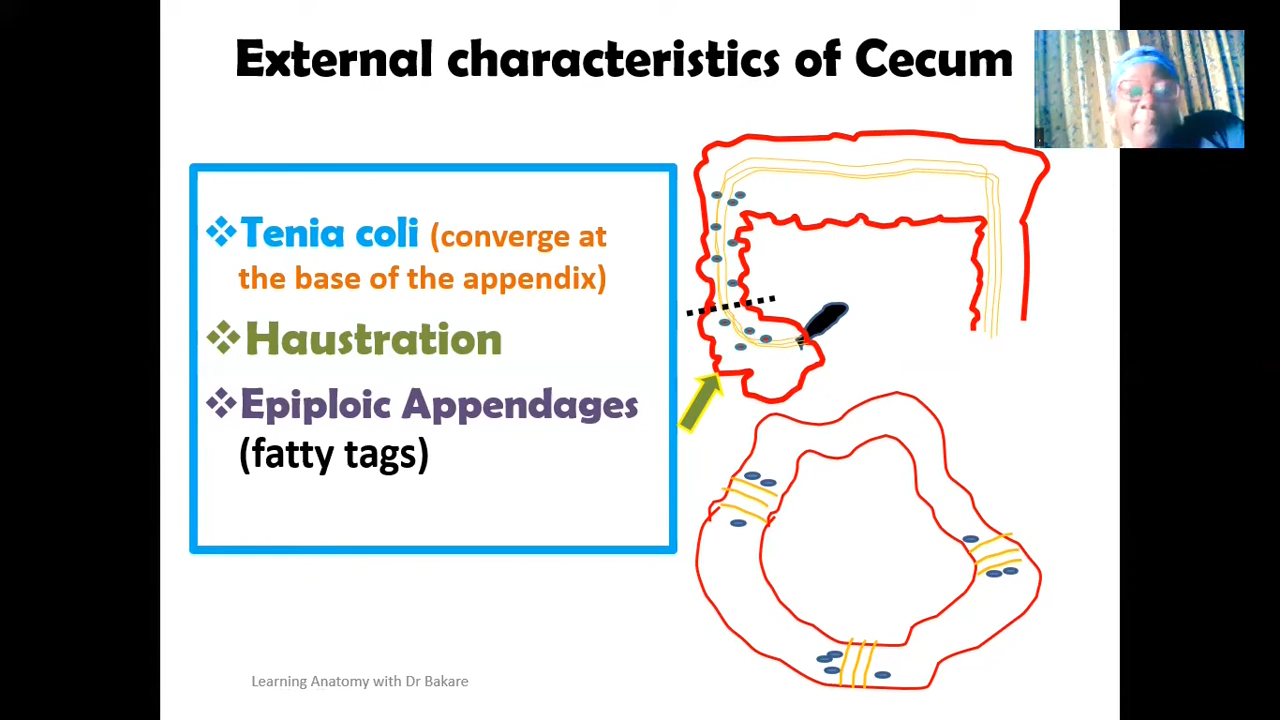 External characteristics of Cecum
❖Tenia coli (converge at
the base of the appendix)
❖Haustration
❖Epiploic Appendages
(fatty tags)
Learning Anatomy with Dr Bakare